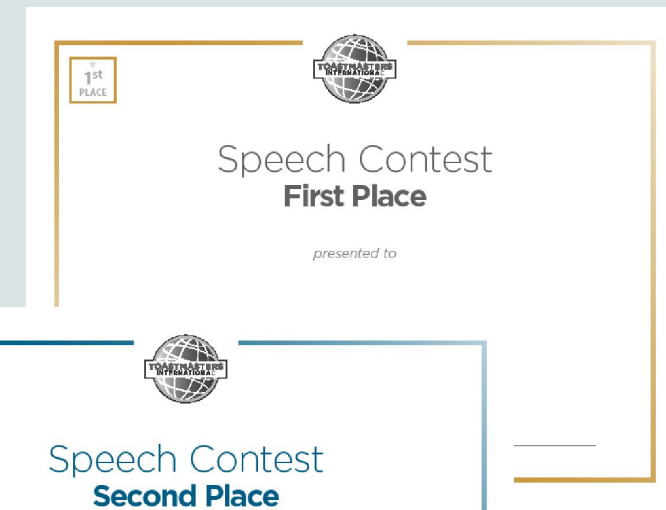 1st
PLACE
TOASTMASTERS
INTERNATIONAL
Speech Contest
First Place
presented to
TOASTMASTERS
INTERNATIONAL
Speech Contest
Second Place